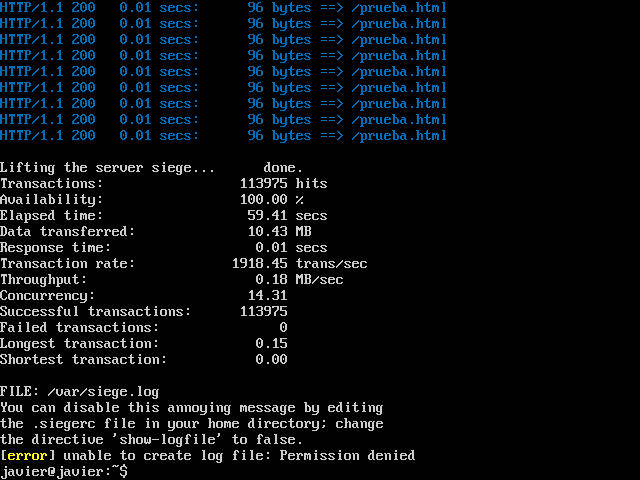 HTTP/1.1 200   0.01 secs:      96 bytes ==> /prueba.html
HTTP/1.1 200   0.01 secs:      96 bytes ==> /prueba.html
HTTP/1.1 200   0.01 secs:      96 bytes ==> /prueba.html
HTTP/1.1 200   0.01 secs:      96 bytes ==> /prueba.html
HTTP/1.1 200   0.01 secs:      96 bytes ==> /prueba.html
HTTP/1.1 200   0.01 secs:      96 bytes ==> /prueba.html
HTTP/1.1 200   0.01 secs:      96 bytes ==> /prueba.html
HTTP/1.1 200   0.01 secs:      96 bytes ==> /prueba.html
HTTP/1.1 200   0.01 secs:      96 bytes ==> /prueba.html
Lifting the server siege...      done.
Transactions:                 113975 hits
Availability:                 100.00 %
Elapsed time:                  59.41 secs
Data transferred:              10.43 MB
Response time:                  0.01 secs
Transaction rate:            1918.45 trans/sec
Throughput:                     0.18 MB/sec
Concurrency:                   14.31
Successful transactions:      113975
Failed transactions:               0
Longest transaction:            0.15
Shortest transaction:           0.00
FILE: /var/siege.log
You can disable this annoying message by editing
the .siegerc file in your home directory; change
the directive 'show-logfile' to false.
[error] unable to create log file: Permission denied
javier@javier:~$